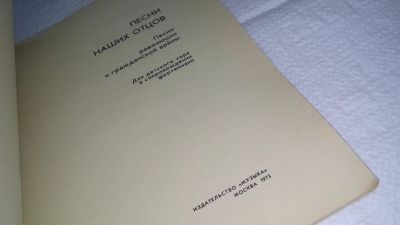 ПЕСНИ
НАШИХ ОТЦОВ
Песни
революции
и гражданской войны
Для детского хора
в сопровождении
фортепиано
ИЗДАТЕЛЬСТВО «МУЗЫКА»
МОСКВА 1973